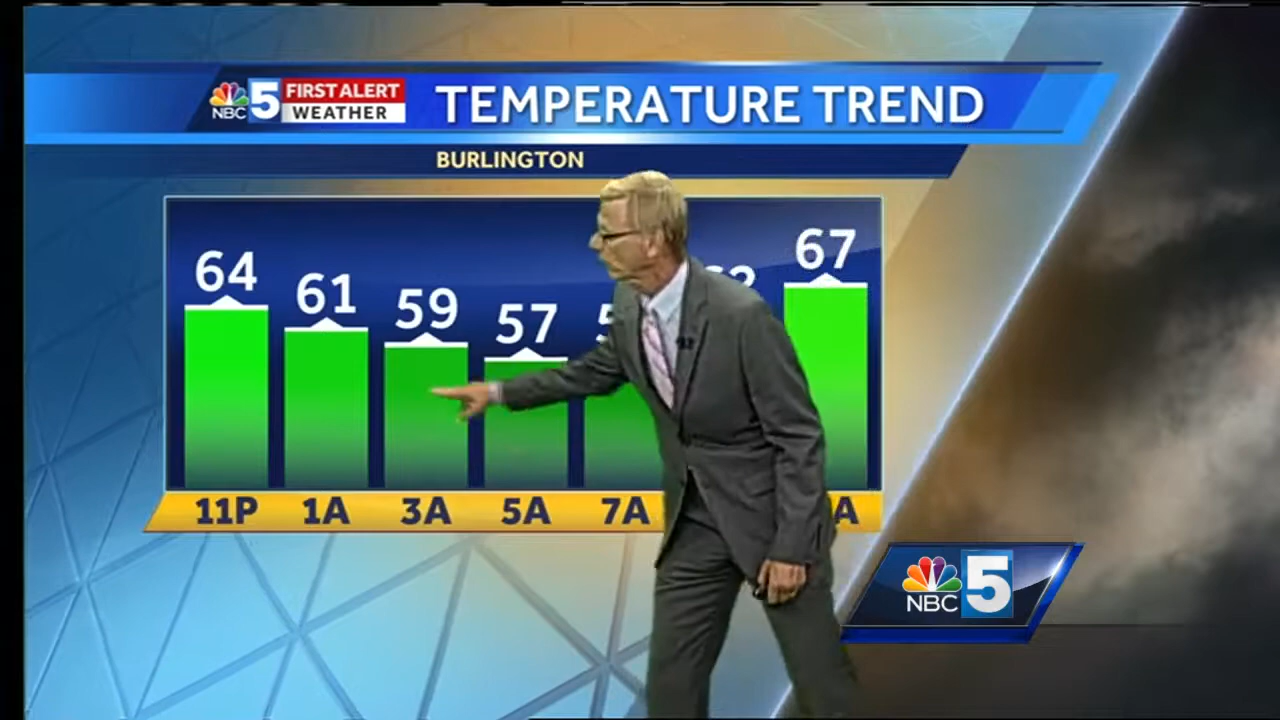 NBC 5 FIRST ALERT WEATHER
TEMPERATURE TREND
BURLINGTON
64 61 59 57 67
11P 1A 3A 5A 7A
NBC 5